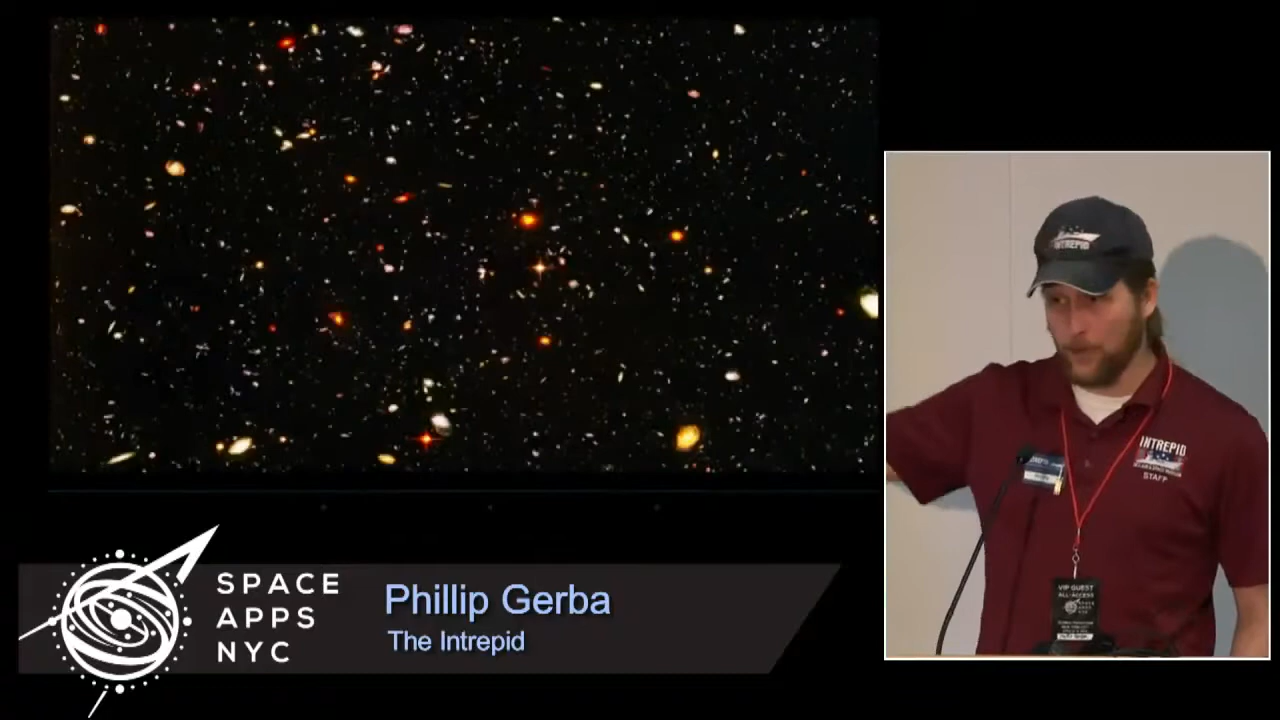 INTREPID
INTREPID
STAFF
VIP GUEST
ALL-ACCESS
SPACE
APPS
NYC
Phillip Gerba
The Intrepid